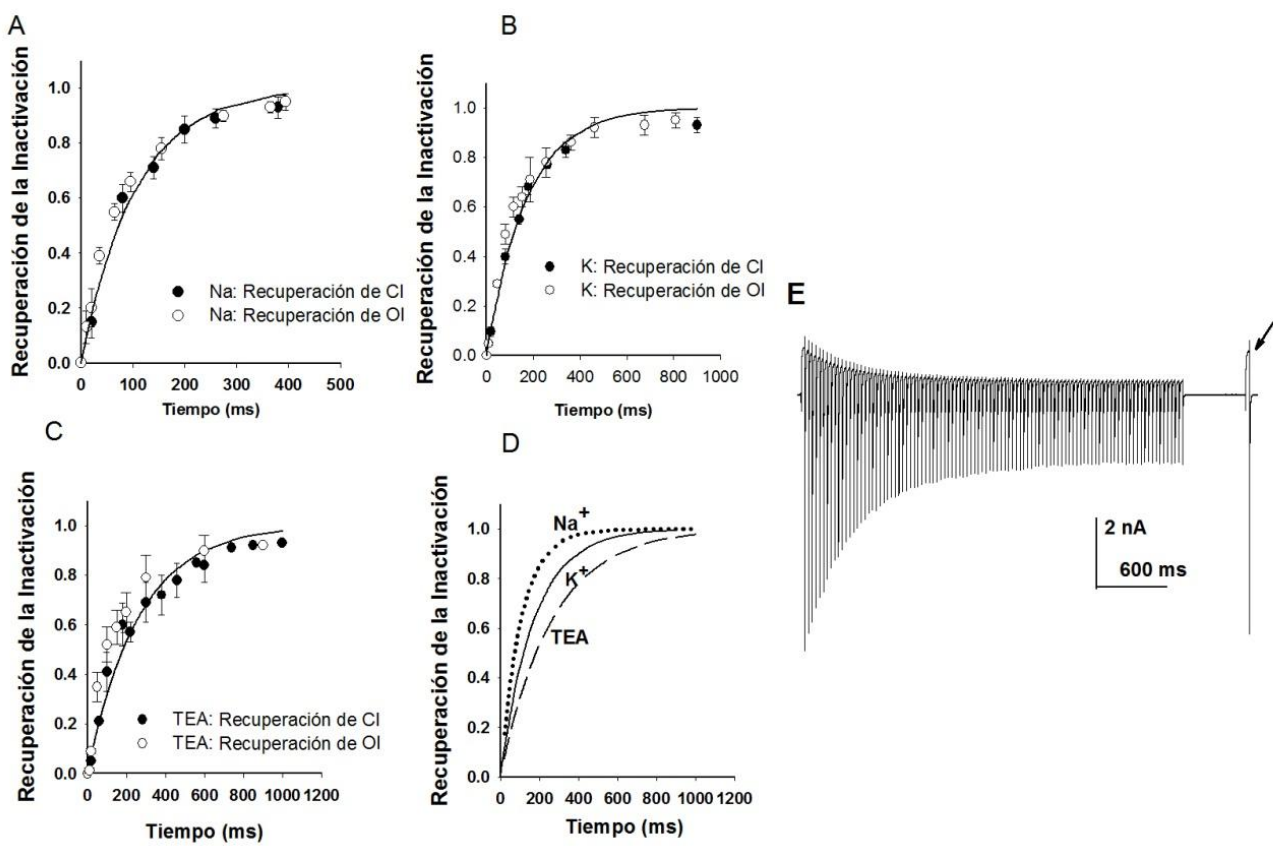 A
Recuperación de la Inactivación
1.0
0.8
0.6
0.4
0.2
0.0
Na: Recuperación de CI
Na: Recuperación de OI
0 100 200 300 400 500
Tiempo (ms)
B
Recuperación de la Inactivación
1.0
0.8
0.6
0.4
0.2
0.0
K: Recuperación de CI
K: Recuperación de OI
0 200 400 600 800 1000
Tiempo (ms)
C
Recuperación de la Inactivación
1.0
0.8
0.6
0.4
0.2
0.0
TEA: Recuperación de CI
TEA: Recuperación de OI
0 200 400 600 800 1000 1200
Tiempo (ms)
D
Recuperación de la Inactivación
1.0
0.8
0.6
0.4
0.2
0.0
Na+
K+
TEA
0 200 400 600 800 1000 1200
Tiempo (ms)
E
2 nA
600 ms